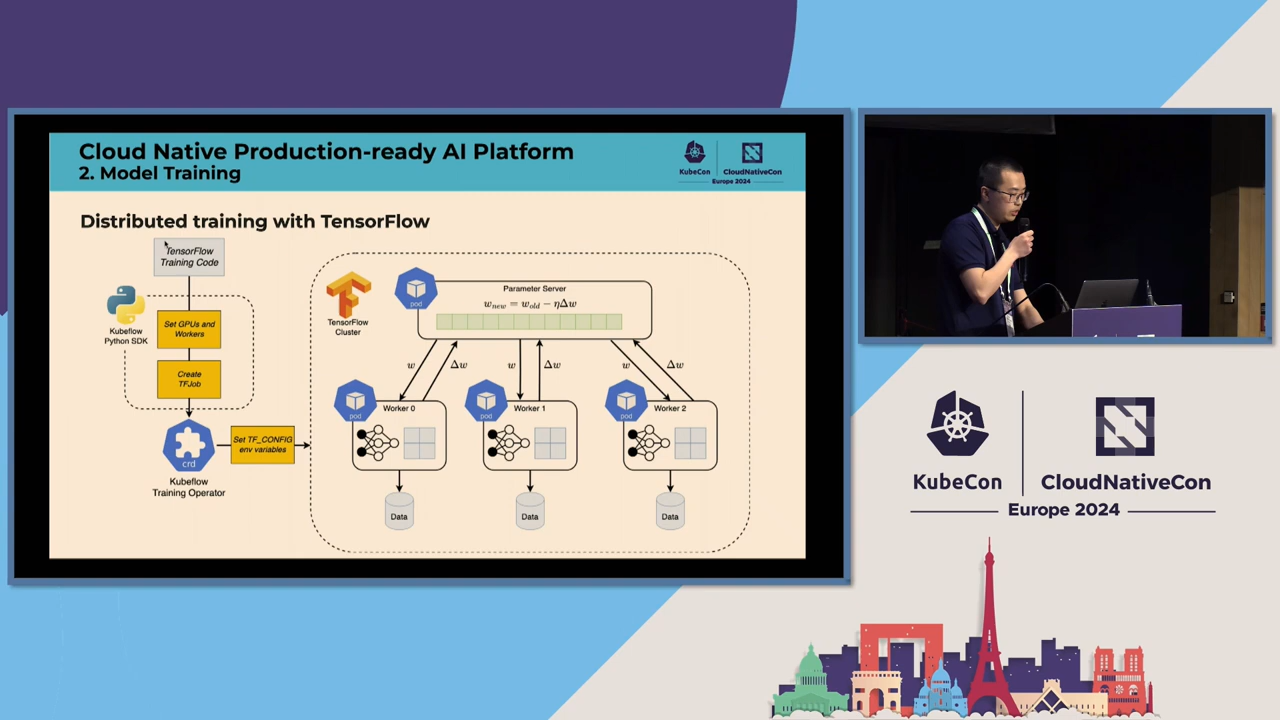 Cloud Native Production-ready AI Platform
2. Model Training
KubeCon
CloudNativeCon
Europe 2024
Distributed training with TensorFlow
TensorFlow
Training Code
Kubeflow
Python SDK
Set GPUs and
Workers
Create
TFJob
crd
Kubeflow
Training Operator
Set TF_CONFIG
env variables
TensorFlow
Cluster
pod
Parameter Server
w_new = w_old − ηΔw
w
Δw
w
Δw
w
Δw
pod
Worker 0
pod
Worker 1
pod
Worker 2
Data
Data
Data
KubeCon
CloudNativeCon
Europe 2024